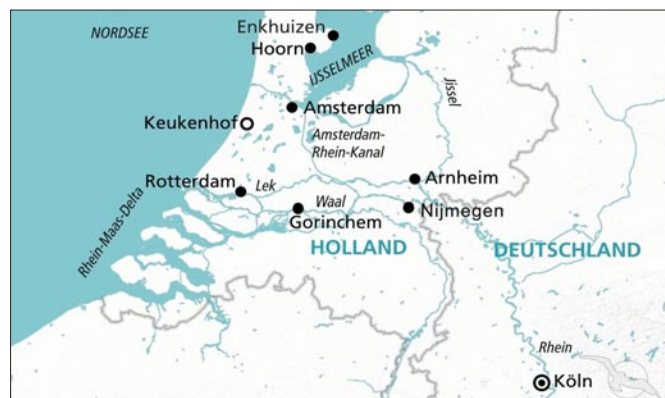 NORDSEE
Enkhuizen
Hoorn
IJSSELMEER
Ijssel
Amsterdam
Keukenhof
Amsterdam-
Rhein-Kanal
Arnheim
Rotterdam
Lek
Waal
Nijmegen
Gorinchem
Rhein-Maas-Delta
HOLLAND
DEUTSCHLAND
Rhein
Köln